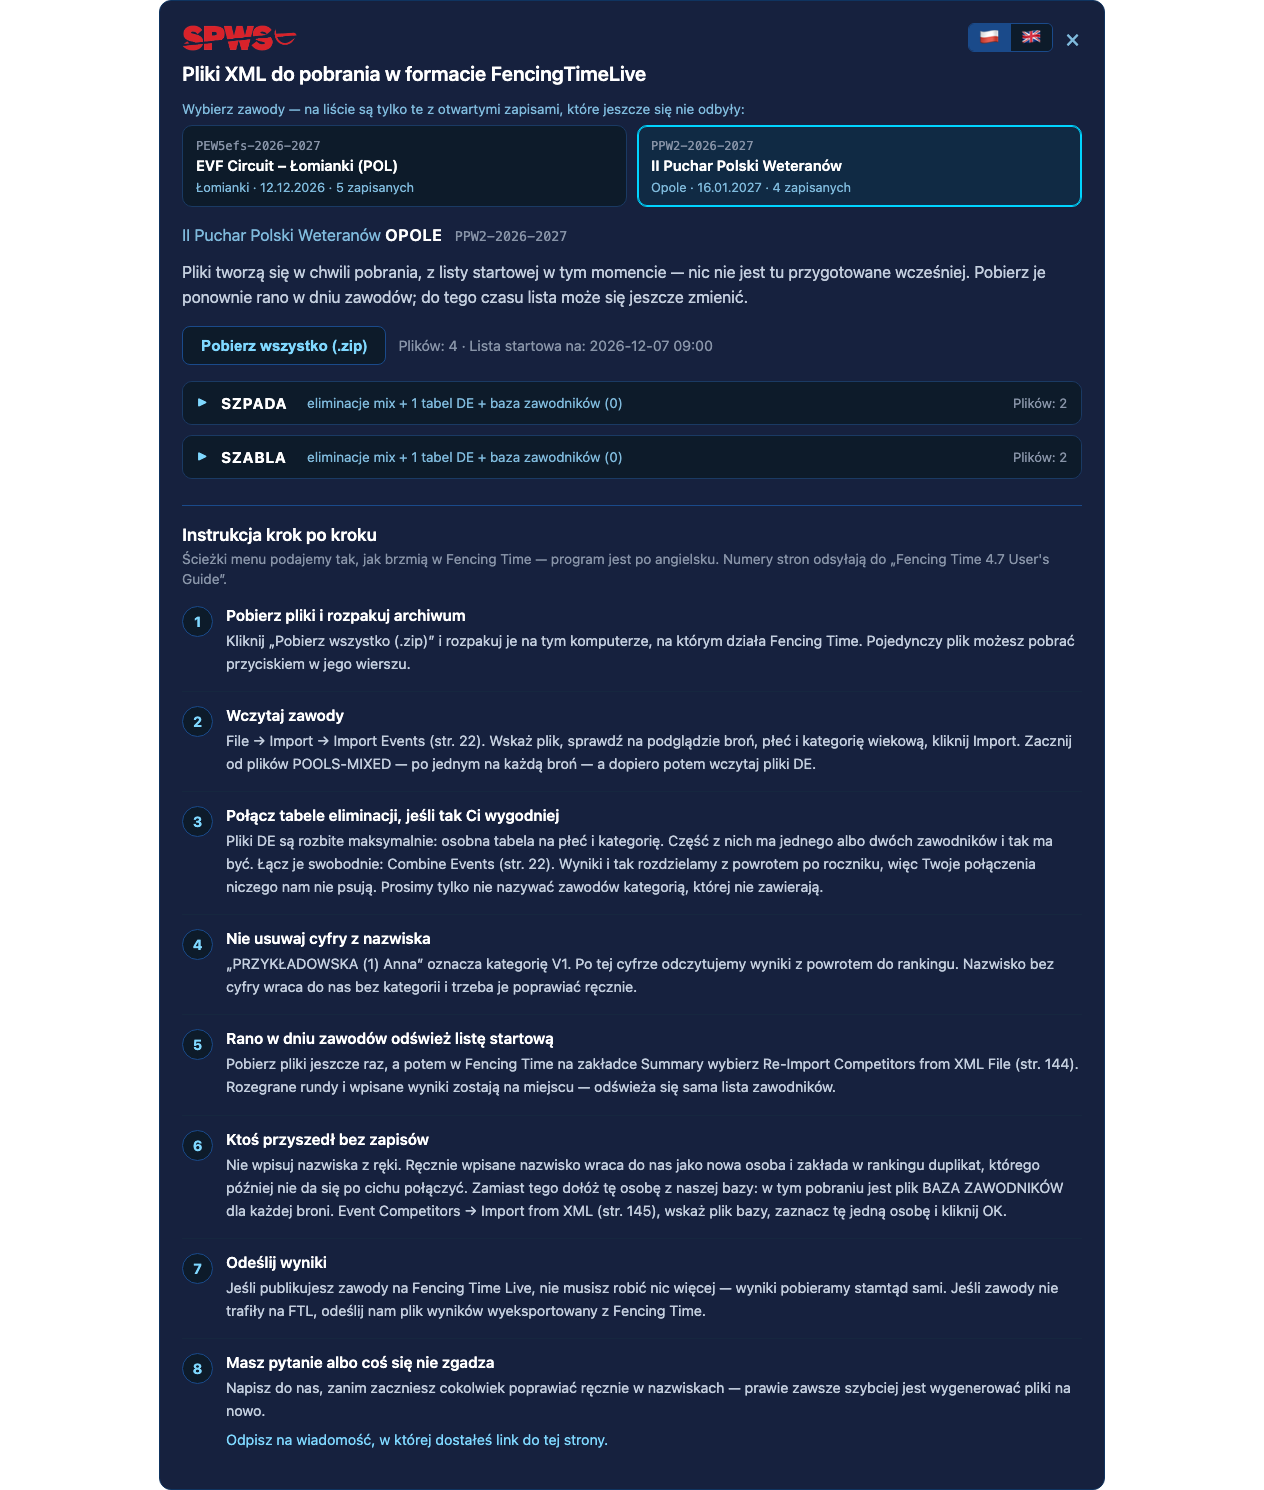 SPWS
Pliki XML do pobrania w formacie FencingTimeLive
Wybierz zawody — na liście są tylko te z otwartymi zapisami, które jeszcze się nie odbyły:
PEW5efs-2026-2027
EVF Circuit – Łomianki (POL)
Łomianki · 12.12.2026 · 5 zapisanych
PPW2-2026-2027
II Puchar Polski Weteranów
Opole · 16.01.2027 · 4 zapisanych
II Puchar Polski Weteranów OPOLE PPW2-2026-2027
Pliki tworzą się w chwili pobrania, z listy startowej w tym momencie — nic nie jest tu przygotowane wcześniej. Pobierz je
ponownie rano w dniu zawodów; do tego czasu lista może się jeszcze zmienić.
Pobierz wszystko (.zip) Plików: 4 · Lista startowa na: 2026-12-07 09:00
SZPADA eliminacje mix + 1 tabel DE + baza zawodników (0) Plików: 2
SZABLA eliminacje mix + 1 tabel DE + baza zawodników (0) Plików: 2
Instrukcja krok po kroku
Ścieżki menu podajemy tak, jak brzmią w Fencing Time — program jest po angielsku. Numery stron odsyłają do „Fencing Time 4.7 User's
Guide”.
1 Pobierz pliki i rozpakuj archiwum
Kliknij „Pobierz wszystko (.zip)” i rozpakuj je na tym komputerze, na którym działa Fencing Time. Pojedynczy plik możesz pobrać
przyciskiem w jego wierszu.
2 Wczytaj zawody
File → Import → Import Events (str. 22). Wskaż plik, sprawdź na podglądzie broń, płeć i kategorię wiekową, kliknij Import. Zacznij
od plików POOLS-MIXED — po jednym na każdą broń — a dopiero potem wczytaj pliki DE.
3 Połącz tabele eliminacji, jeśli tak Ci wygodniej
Pliki DE są rozbite maksymalnie: osobna tabela na płeć i kategorię. Część z nich ma jednego albo dwóch zawodników i tak ma
być. Łącz je swobodnie: Combine Events (str. 22). Wyniki i tak rozdzielamy z powrotem po roczniku, więc Twoje połączenia
niczego nam nie psują. Prosimy tylko nie nazywać zawodów kategorią, której nie zawierają.
4 Nie usuwaj cyfry z nazwiska
„PRZYKŁADOWSKA (1) Anna” oznacza kategorię V1. Po tej cyfrze odczytujemy wyniki z powrotem do rankingu. Nazwisko bez
cyfry wraca do nas bez kategorii i trzeba je poprawiać ręcznie.
5 Rano w dniu zawodów odśwież listę startową
Pobierz pliki jeszcze raz, a potem w Fencing Time na zakładce Summary wybierz Re-Import Competitors from XML File (str. 144).
Rozegrane rundy i wpisane wyniki zostają na miejscu — odświeża się sama lista zawodników.
6 Ktoś przyszedł bez zapisów
Nie wpisuj nazwiska z ręki. Ręcznie wpisane nazwisko wraca do nas jako nowa osoba i zakłada w rankingu duplikat, którego
później nie da się po cichu połączyć. Zamiast tego dołóż tę osobę z naszej bazy: w tym pobraniu jest plik BAZA ZAWODNIKÓW
dla każdej broni. Event Competitors → Import from XML (str. 145), wskaż plik bazy, zaznacz tę jedną osobę i kliknij OK.
7 Odeślij wyniki
Jeśli publikujesz zawody na Fencing Time Live, nie musisz robić nic więcej — wyniki pobieramy stamtąd sami. Jeśli zawody nie
trafiły na FTL, odeślij nam plik wyników wyeksportowany z Fencing Time.
8 Masz pytanie albo coś się nie zgadza
Napisz do nas, zanim zaczniesz cokolwiek poprawiać ręcznie w nazwiskach — prawie zawsze szybciej jest wygenerować pliki na
nowo.
Odpisz na wiadomość, w której dostałeś link do tej strony.